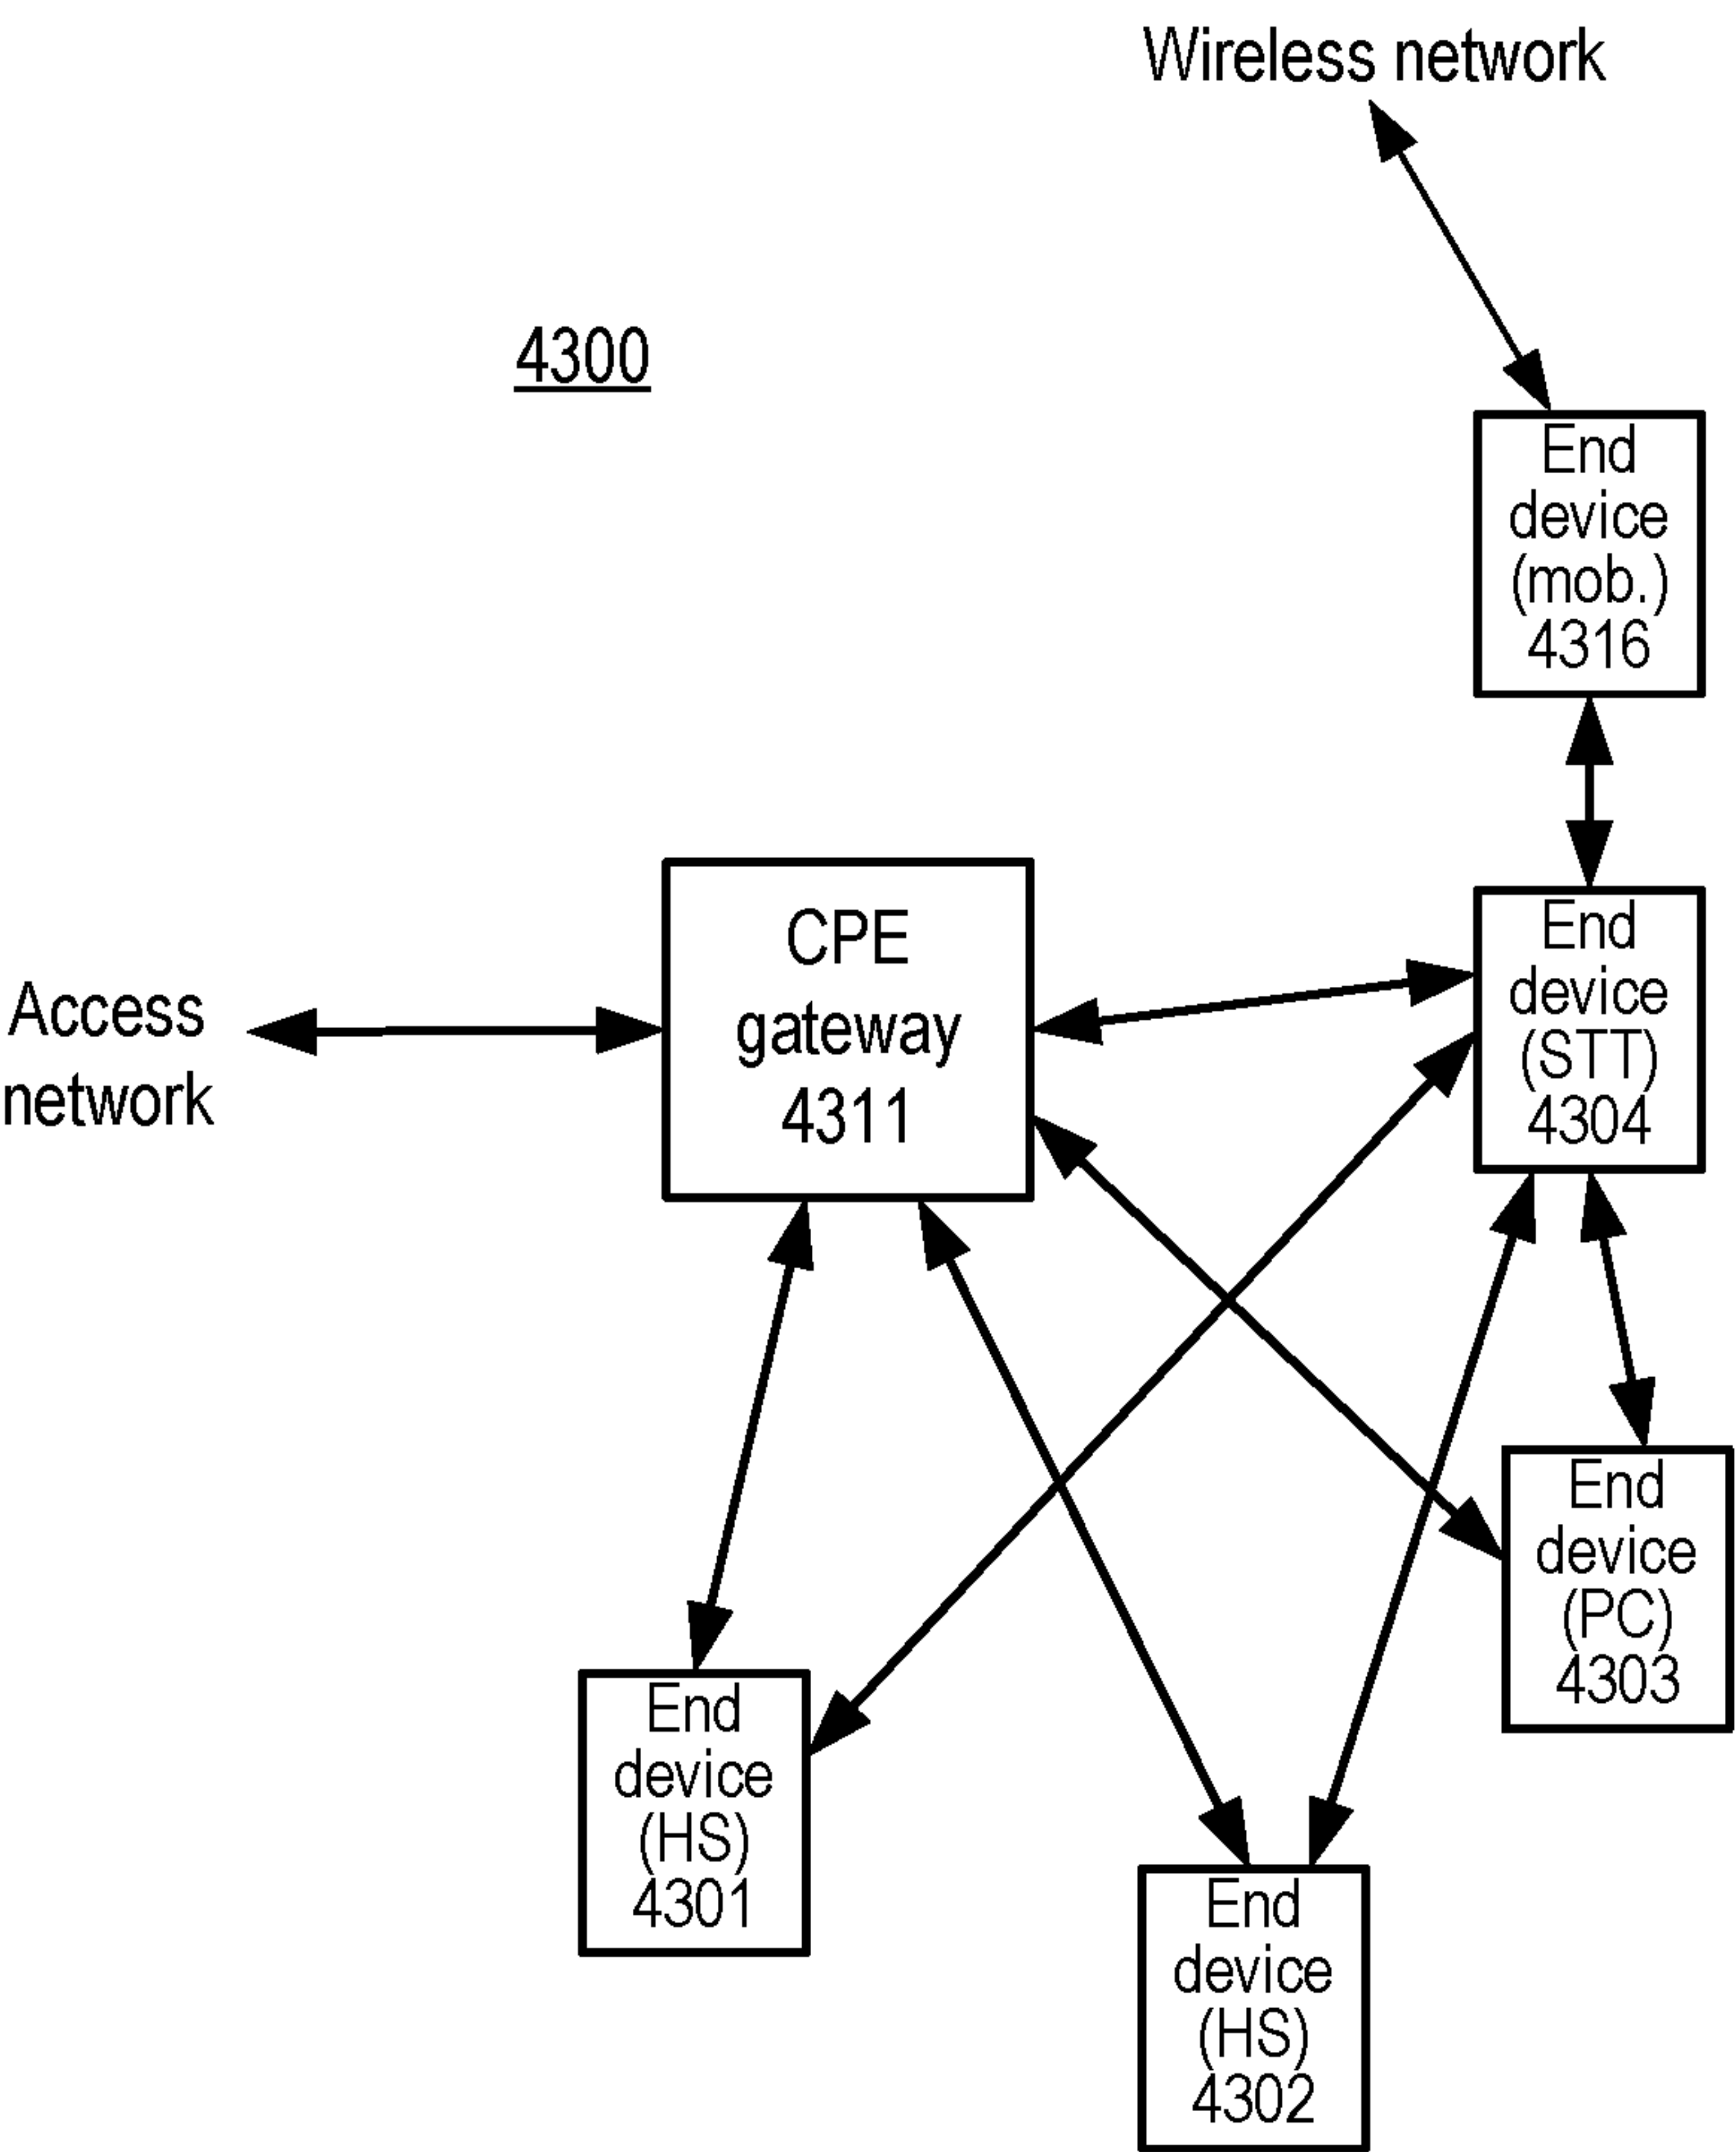 Wireless network
4300
End
device
(mob.)
4316
CPE
gateway
4311
Access
network
End
device
(STT)
4304
End
device
(PC)
4303
End
device
(HS)
4301
End
device
(HS)
4302